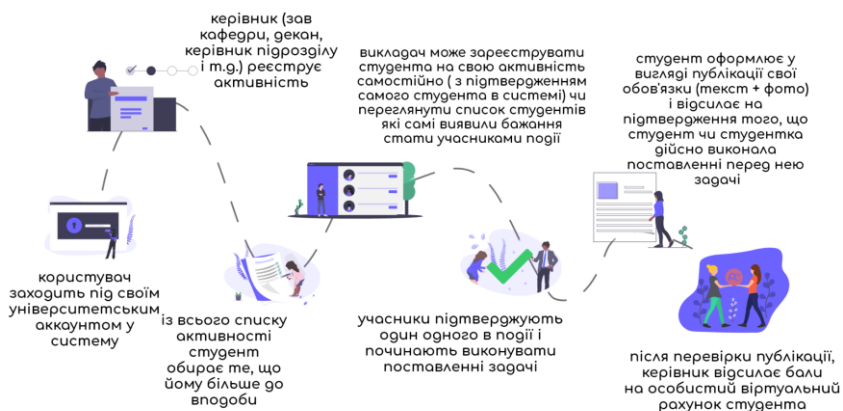 керівник (зав
кафедри, декан,
керівник підрозділу
і т.д.) реєструє
активність
користувач
заходить під своїм
університетським
аккаунтом у
систему
із всього списку
активності
студент
обирає те, що
йому більше до
вподоби
викладач може зареєструвати
студента на свою активність
самостійно ( з підтвердженням
самого студента в системі) чи
переглянути список студентів
які самі виявили бажання
стати учасниками події
учасники підтверджують
один одного в події і
починають виконувати
поставленні задачі
студент оформлює у
вигляді публікації свої
обов'язки (текст + фото)
і відсилає на
підтвердження того, що
студент чи студентка
дійсно виконала
поставленні перед нею
задачі
після перевірки публікації,
керівник відсилає бали
на особистий віртуальний
рахунок студента